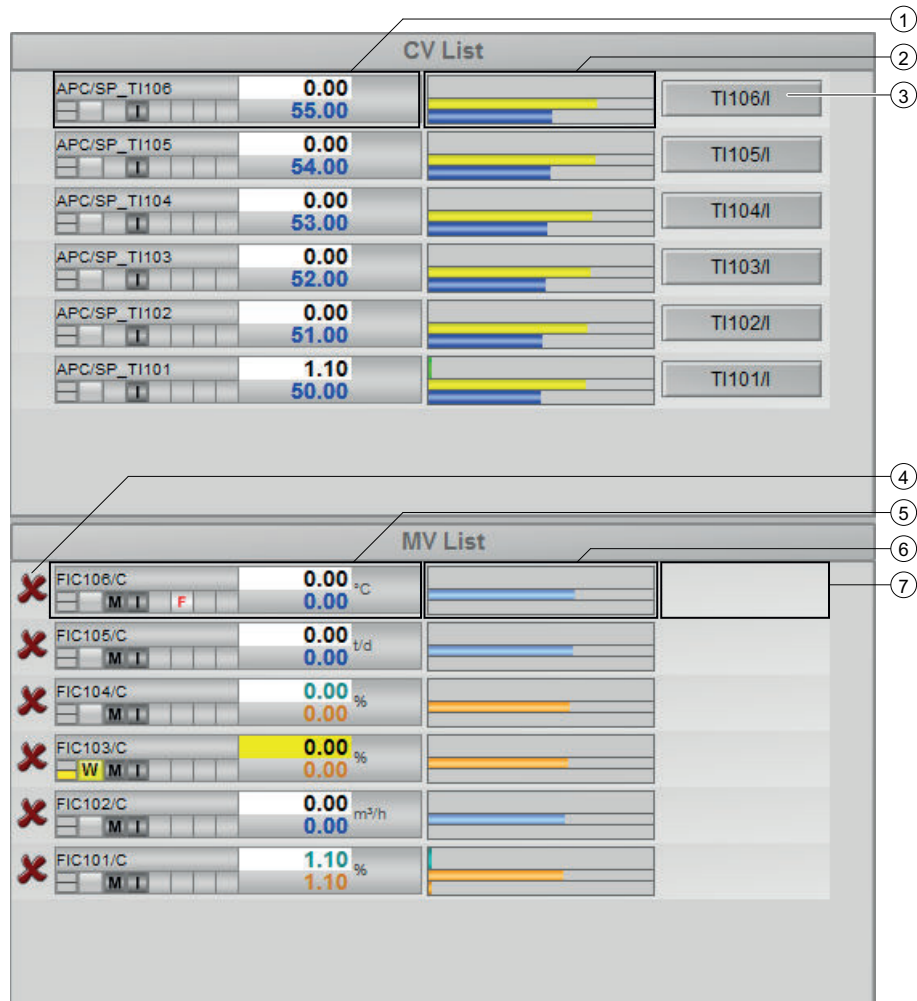 1
CV List
2
APC/SP_TI106 0.00 TI106/I 3
I 55.00
APC/SP_TI105 0.00 TI105/I
I 54.00
APC/SP_TI104 0.00 TI104/I
I 53.00
APC/SP_TI103 0.00 TI103/I
I 52.00
APC/SP_TI102 0.00 TI102/I
I 51.00
APC/SP_TI101 1.10 TI101/I
I 50.00
4
5
MV List
6
FIC106/C 0.00 °C 7
M I F 0.00
FIC105/C 0.00 t/d
M I 0.00
FIC104/C 0.00 %
M I 0.00
FIC103/C 0.00 %
W M I 0.00
FIC102/C 0.00 m³/h
M I 0.00
FIC101/C 1.10 %
M I 1.10